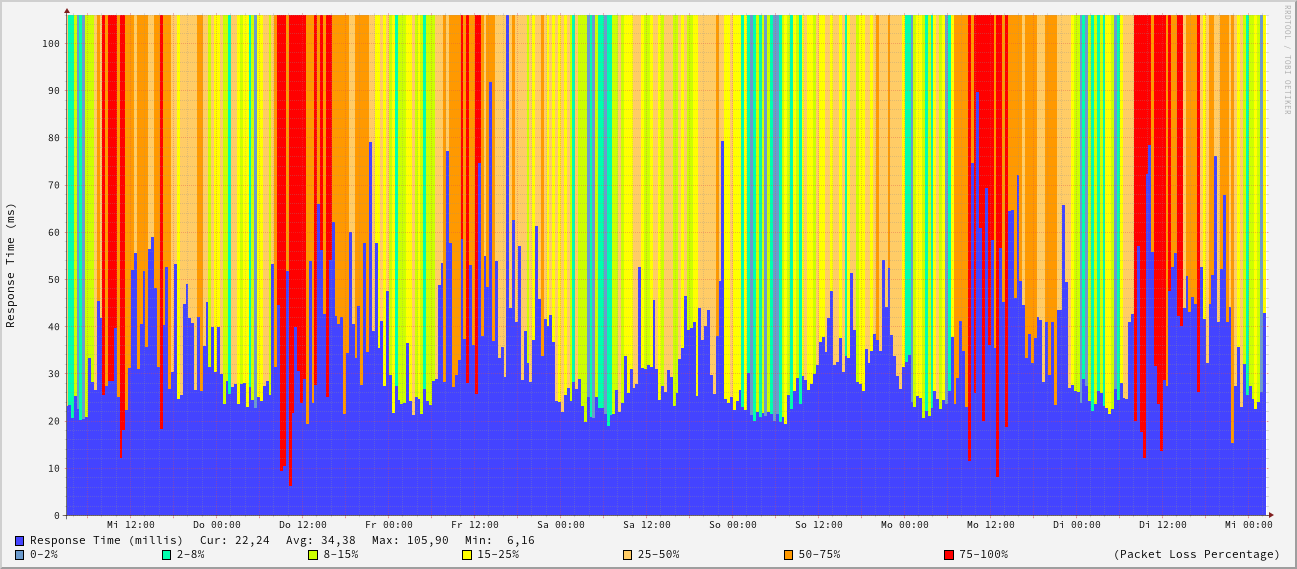 RRDTOOL / TOBI OETIKER
Response Time (ms)
100
90
80
70
60
50
40
30
20
10
0
Mi 12:00 Do 00:00 Do 12:00 Fr 00:00 Fr 12:00 Sa 00:00 Sa 12:00 So 00:00 So 12:00 Mo 00:00 Mo 12:00 Di 00:00 Di 12:00 Mi 00:00
Response Time (millis) Cur: 22,24 Avg: 34,38 Max: 105,90 Min: 6,16
0-2% 2-8% 8-15% 15-25% 25-50% 50-75% 75-100% (Packet Loss Percentage)